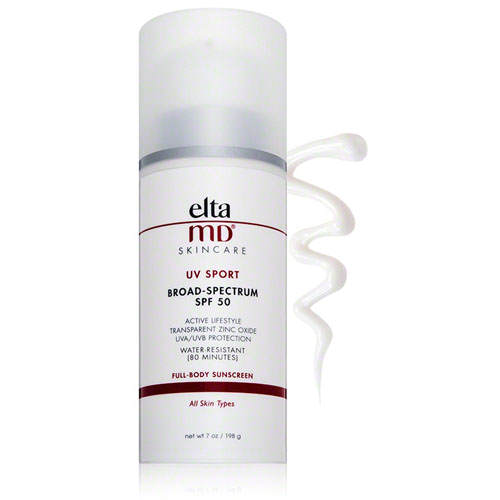 elta
MD®
SKINCARE
UV SPORT
BROAD-SPECTRUM
SPF 50
ACTIVE LIFESTYLE
TRANSPARENT ZINC OXIDE
UVA/UVB PROTECTION
WATER-RESISTANT
(80 MINUTES)
FULL-BODY SUNSCREEN
All Skin Types
net wt 7 oz / 198 g